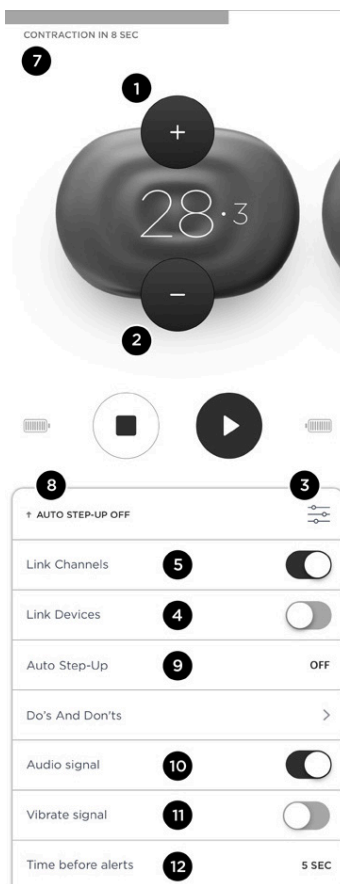 CONTRACTION IN 8 SEC
7
1
+
28·3
−
2
8
3
↑ AUTO STEP-UP OFF
Link Channels 5
Link Devices 4
Auto Step-Up 9 OFF
Do's And Don'ts >
Audio signal 10
Vibrate signal 11
Time before alerts 12 5 SEC